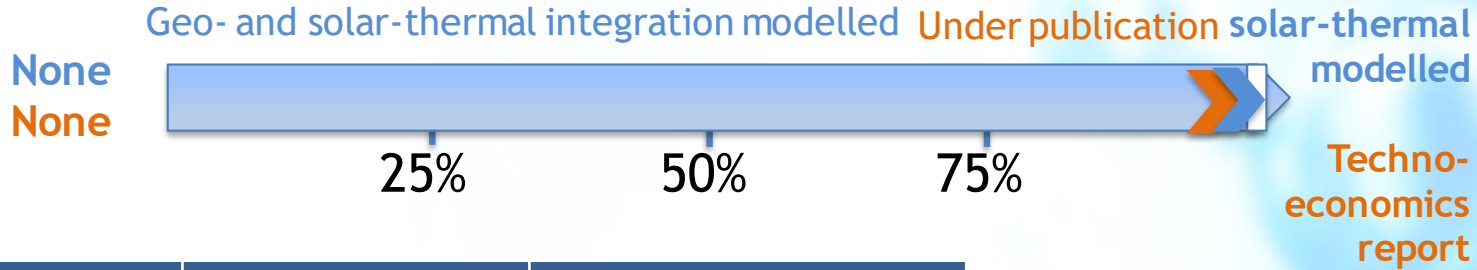 Geo- and solar-thermal integration modelled Under publication solar-thermal
modelled
None
None
25% 50% 75%
Techno-
economics
report